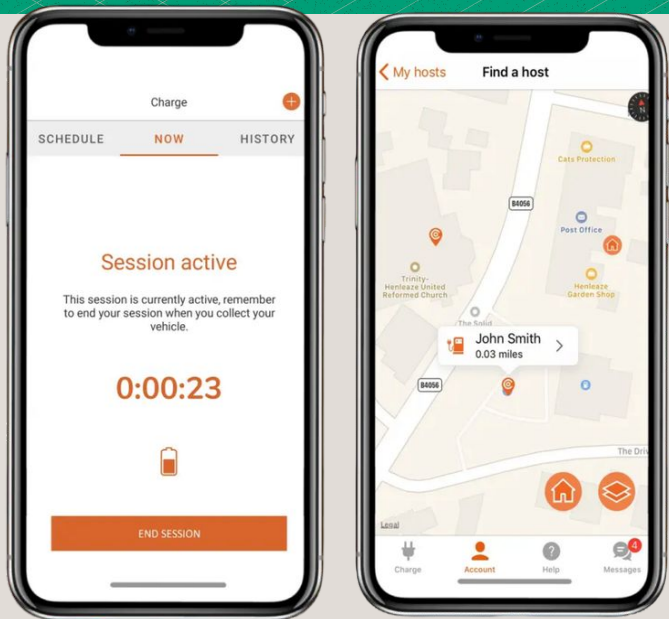 Charge
SCHEDULE
NOW
HISTORY
Session active
This session is currently active, remember
to end your session when you collect your
vehicle.
0:00:23
END SESSION
My hosts
Find a host
N
Cats Protection
B4056
Post Office
Trinity-
Henleaze United
Reformed Church
Henleaze
Garden Shop
The Squid
John Smith
0.03 miles
B4056
The Driv
Legal
Charge
Account
Help
4
Messages